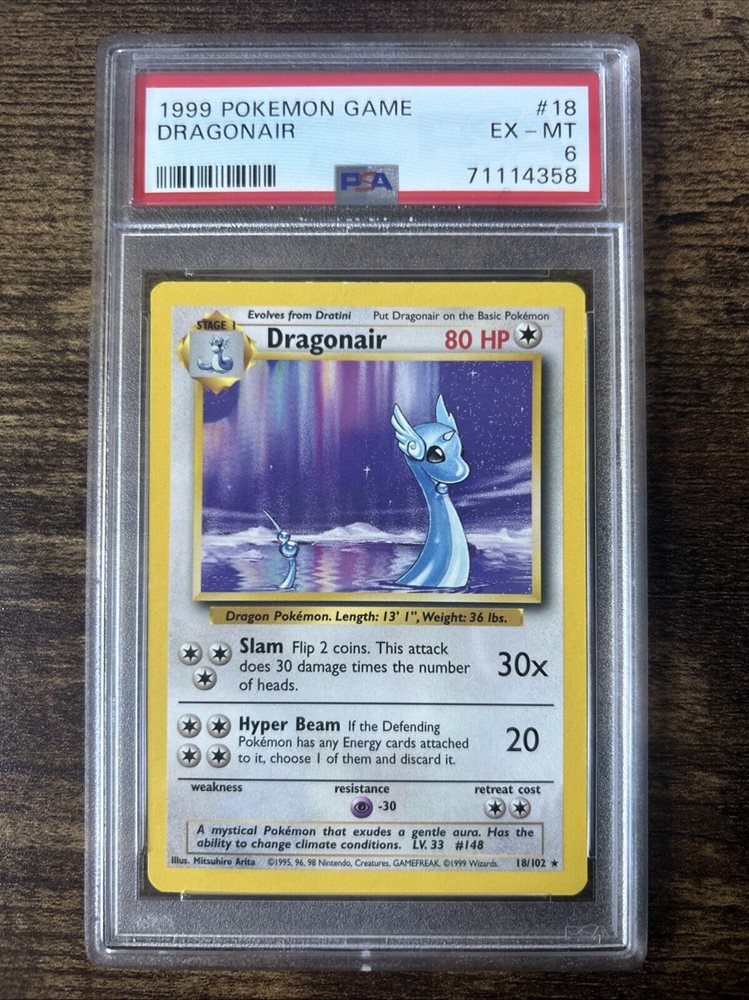 1999 POKEMON GAME #18
DRAGONAIR EX - MT
6
PSA 71114358
STAGE 1 Evolves from Dratini Put Dragonair on the Basic Pokémon
Dragonair 80 HP
Dragon Pokémon. Length: 13' 1", Weight: 36 lbs.
Slam Flip 2 coins. This attack
does 30 damage times the number 30x
of heads.
Hyper Beam If the Defending
Pokémon has any Energy cards attached 20
to it, choose 1 of them and discard it.
weakness resistance retreat cost
-30
A mystical Pokémon that exudes a gentle aura. Has the
ability to change climate conditions. LV. 33 #148
Illus. Mitsuhiro Arita ©1995, 96, 98 Nintendo, Creatures, GAMEFREAK. ©1999 Wizards. 18/102 ★
PSA